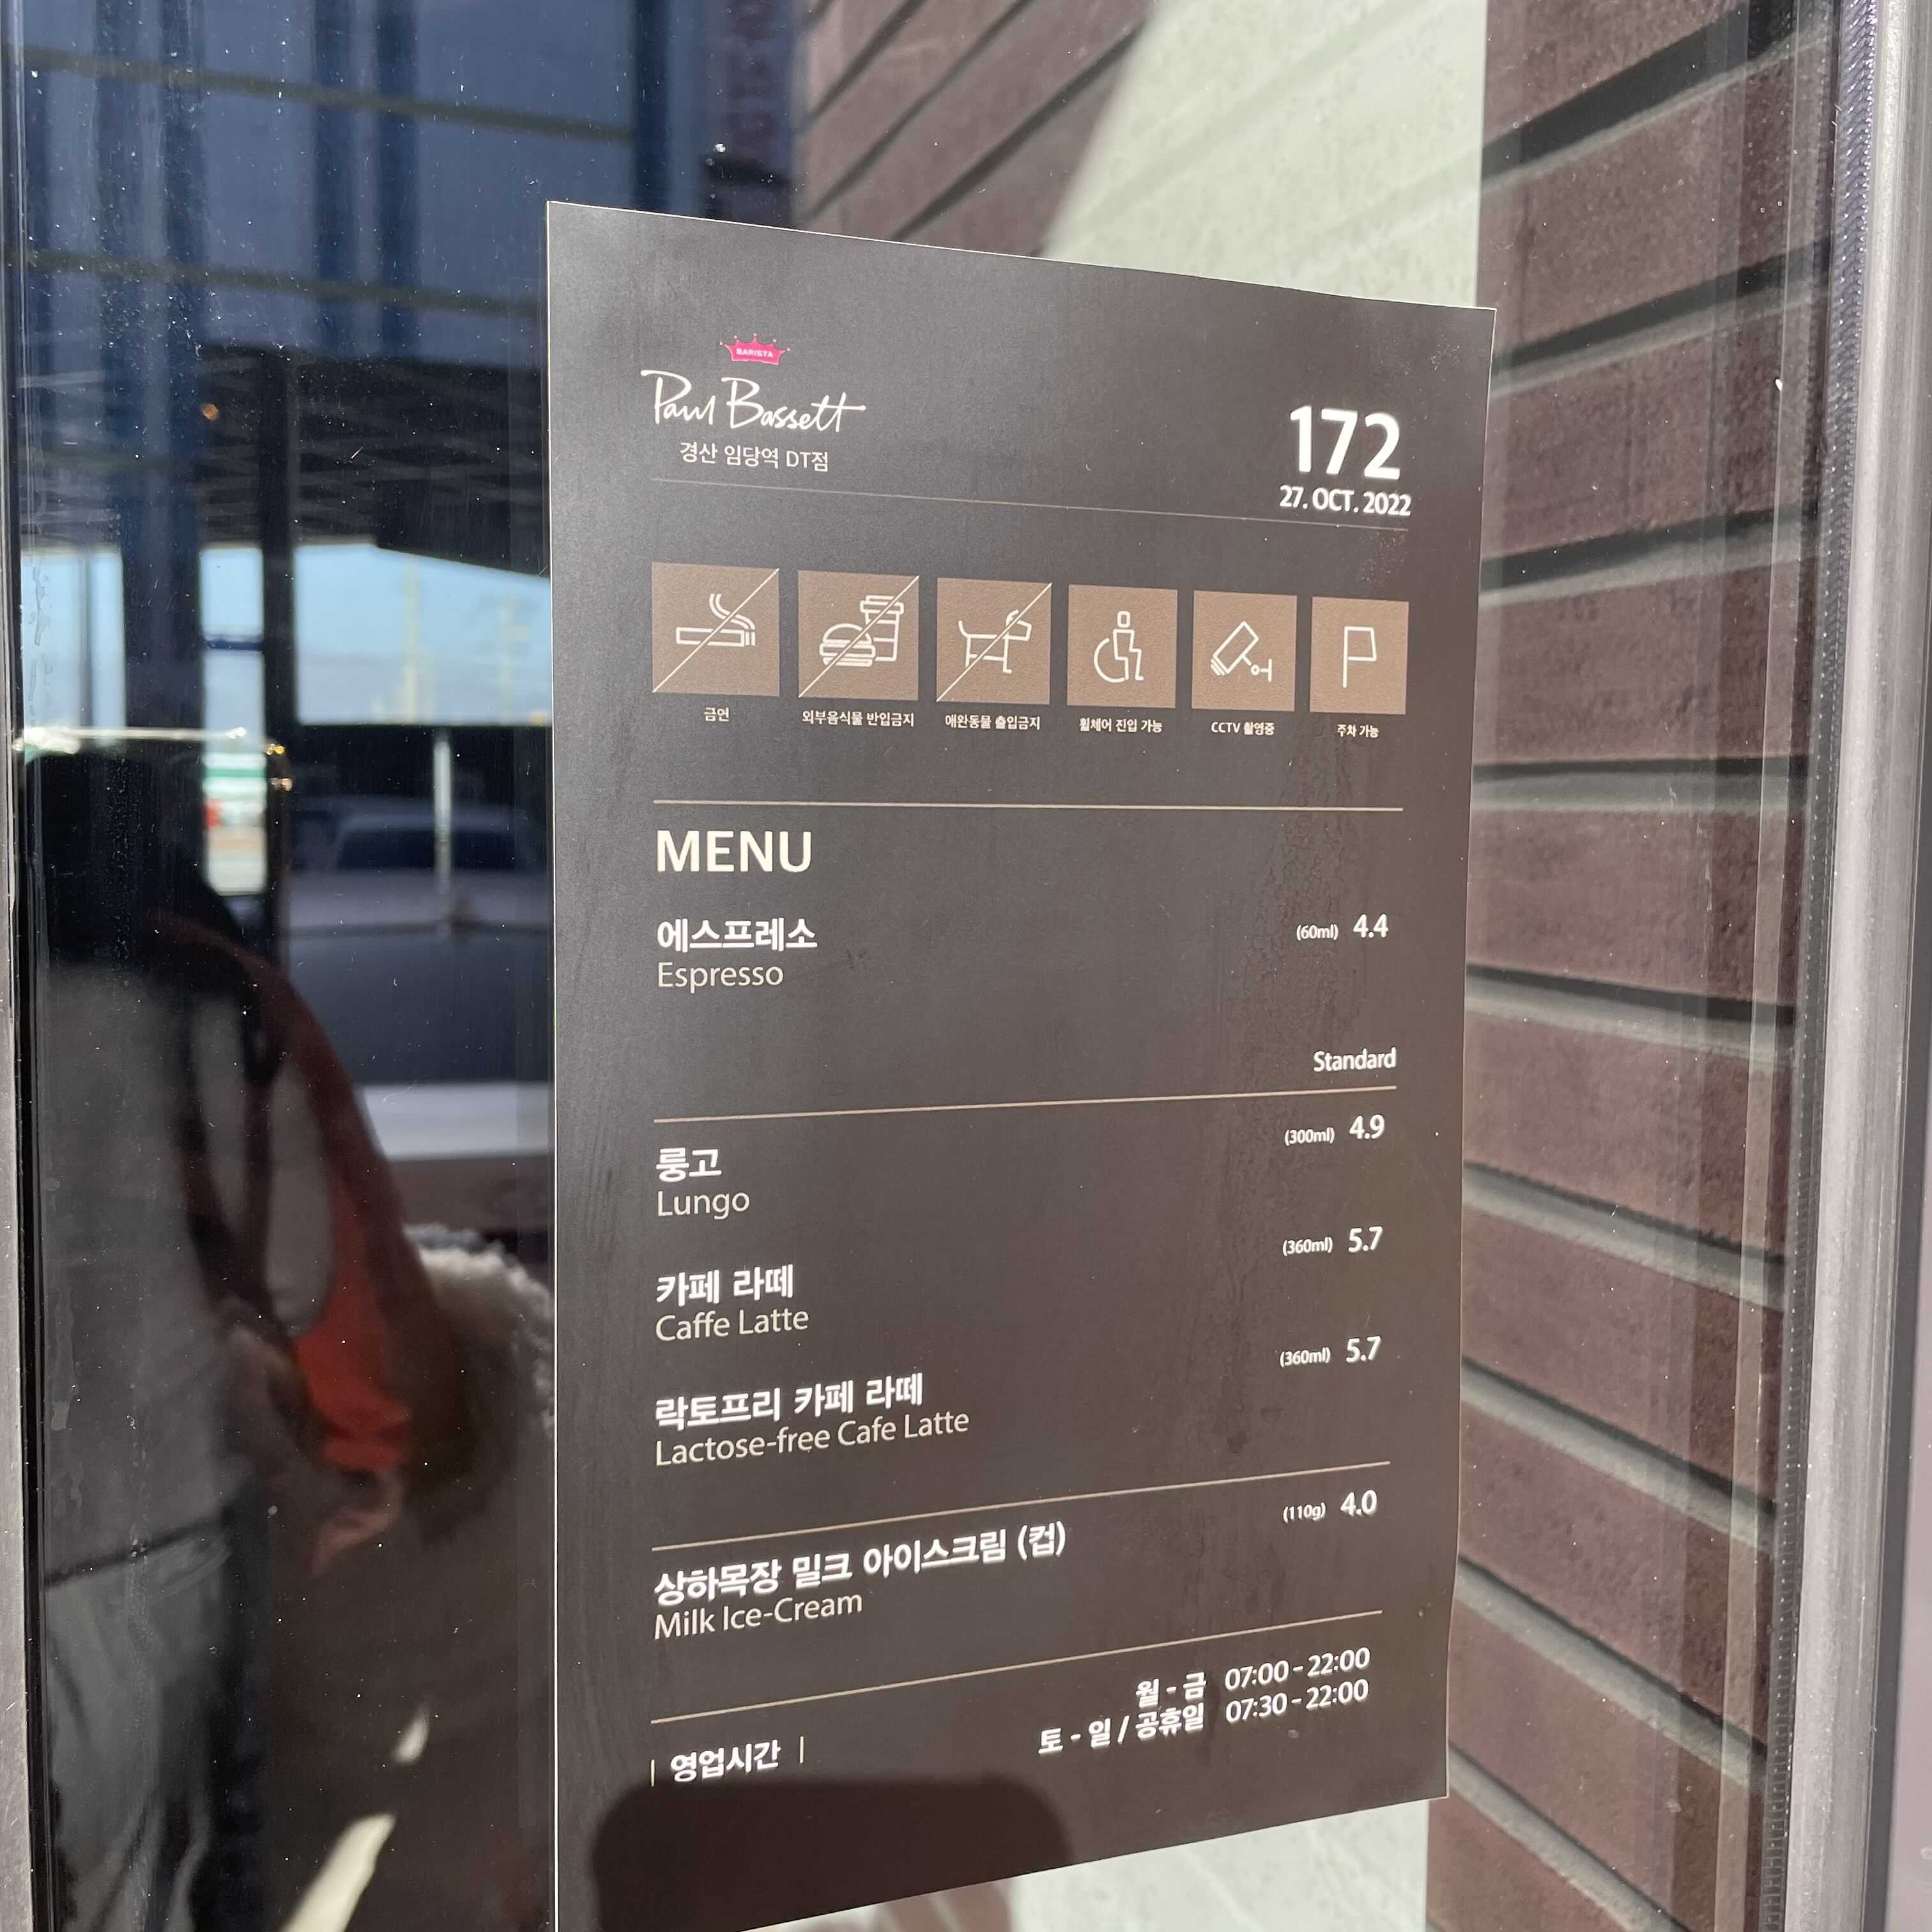 BARISTA
Paul Bassett
경산 임당역 DT점
172
27. OCT. 2022
금연
외부음식물 반입금지
애완동물 출입금지
휠체어 진입 가능
CCTV 촬영중
주차 가능
MENU
에스프레소 (60ml) 4.4
Espresso
Standard
룽고 (300ml) 4.9
Lungo
카페 라떼 (360ml) 5.7
Caffe Latte
락토프리 카페 라떼 (360ml) 5.7
Lactose-free Cafe Latte
상하목장 밀크 아이스크림 (컵) (110g) 4.0
Milk Ice-Cream
| 영업시간 |
월 - 금 07:00 - 22:00
토 - 일 / 공휴일 07:30 - 22:00